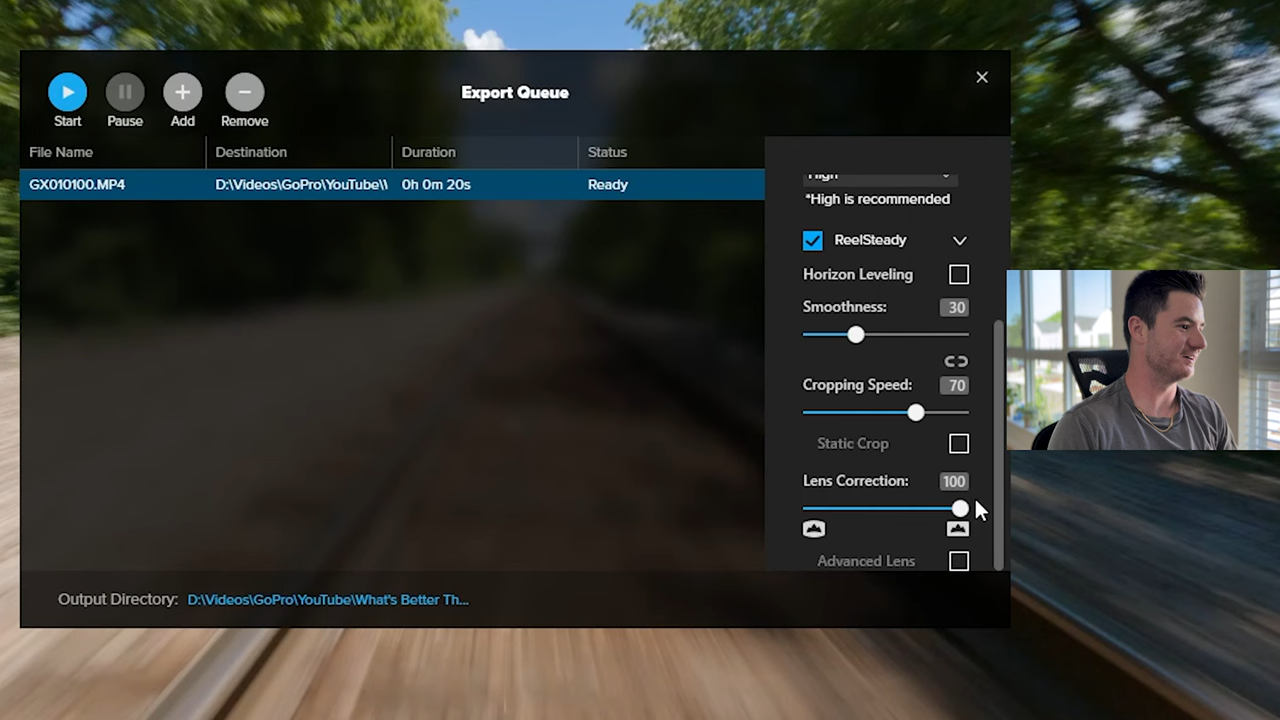 Export Queue
Start
Pause
Add
Remove
File Name
Destination
Duration
Status
GX010100.MP4
D:\Videos\GoPro\YouTube\\
0h 0m 20s
Ready
High
*High is recommended
ReelSteady
Horizon Leveling
Smoothness:
30
Cropping Speed:
70
Static Crop
Lens Correction:
100
Advanced Lens
Output Directory: D:\Videos\GoPro\YouTube\What's Better Th...